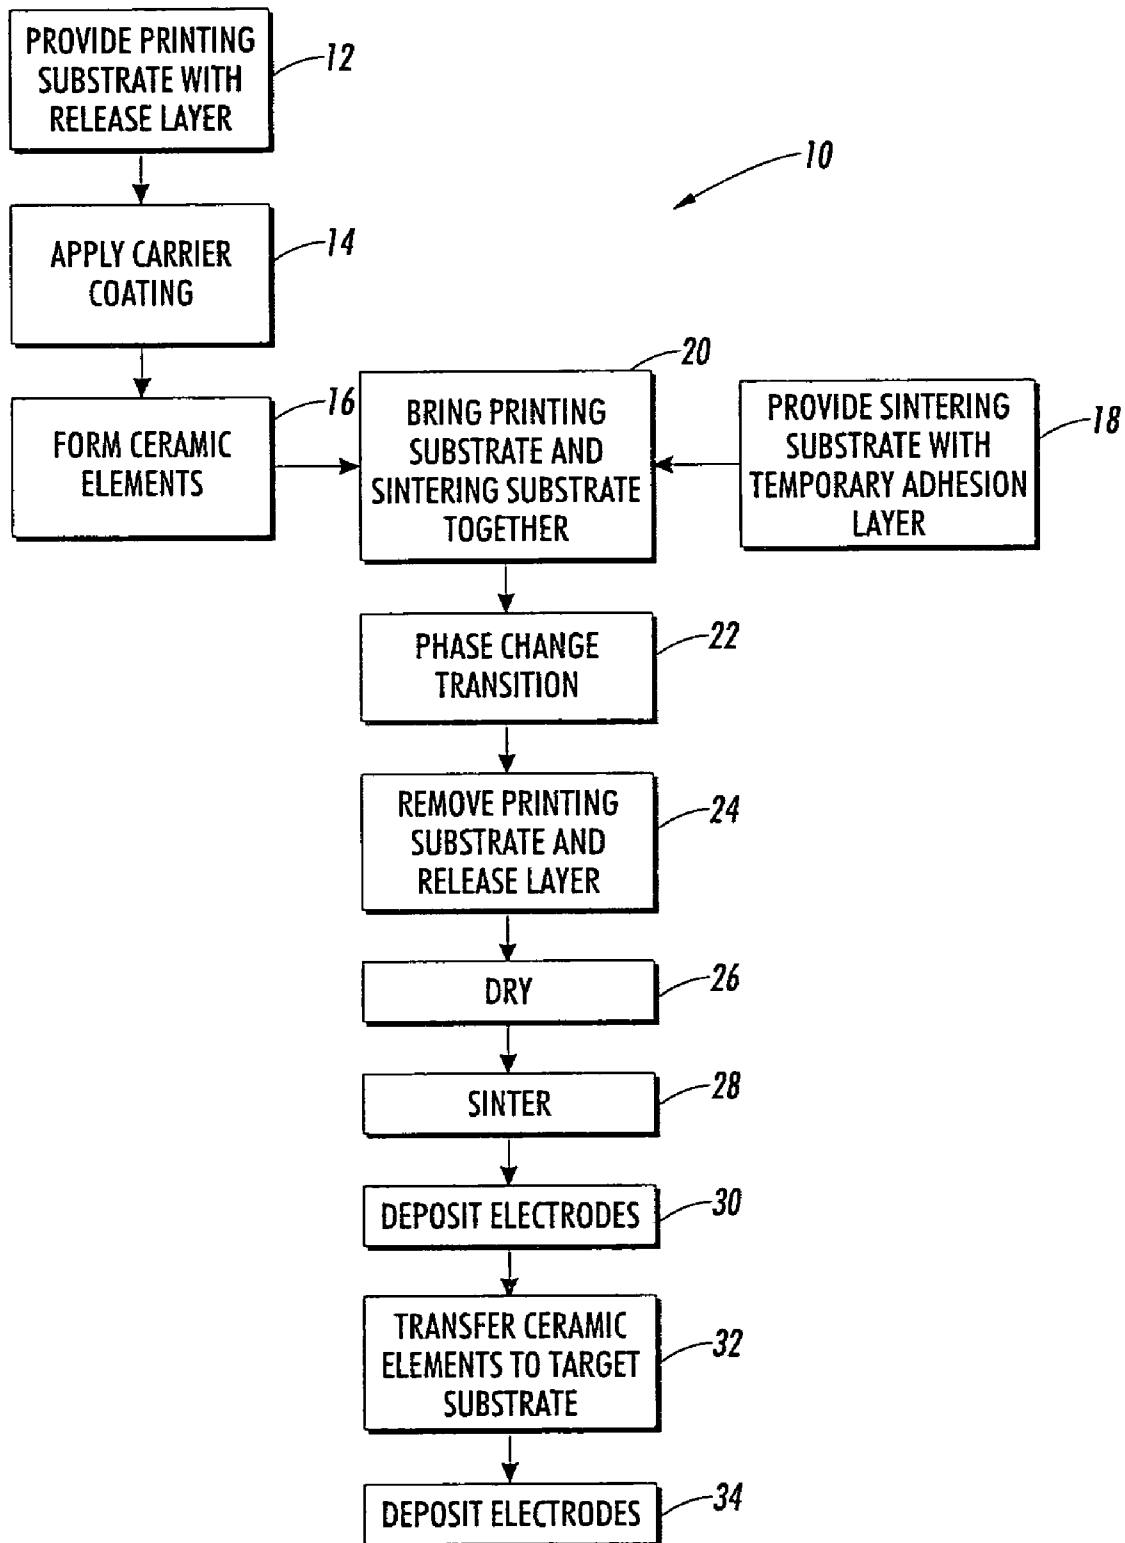 PROVIDE PRINTING
SUBSTRATE WITH
RELEASE LAYER
12
10
APPLY CARRIER
COATING
14
FORM CERAMIC
ELEMENTS
16
BRING PRINTING
SUBSTRATE AND
SINTERING SUBSTRATE
TOGETHER
20
PROVIDE SINTERING
SUBSTRATE WITH
TEMPORARY ADHESION
LAYER
18
PHASE CHANGE
TRANSITION
22
REMOVE PRINTING
SUBSTRATE AND
RELEASE LAYER
24
DRY
26
SINTER
28
DEPOSIT ELECTRODES
30
TRANSFER CERAMIC
ELEMENTS TO TARGET
SUBSTRATE
32
DEPOSIT ELECTRODES
34